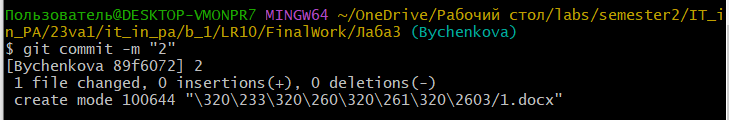 Пользователь@DESKTOP-VMONPR7 MINGW64 ~/OneDrive/Рабочий стол/labs/semester2/IT_i
n_PA/23va1/it_in_pa/b_1/LR10/FinalWork/Лаба3 (Bychenkova)
$ git commit -m "2"
[Bychenkova 89f6072] 2
 1 file changed, 0 insertions(+), 0 deletions(-)
 create mode 100644 "\320\233\320\260\320\261\320\2603/1.docx"